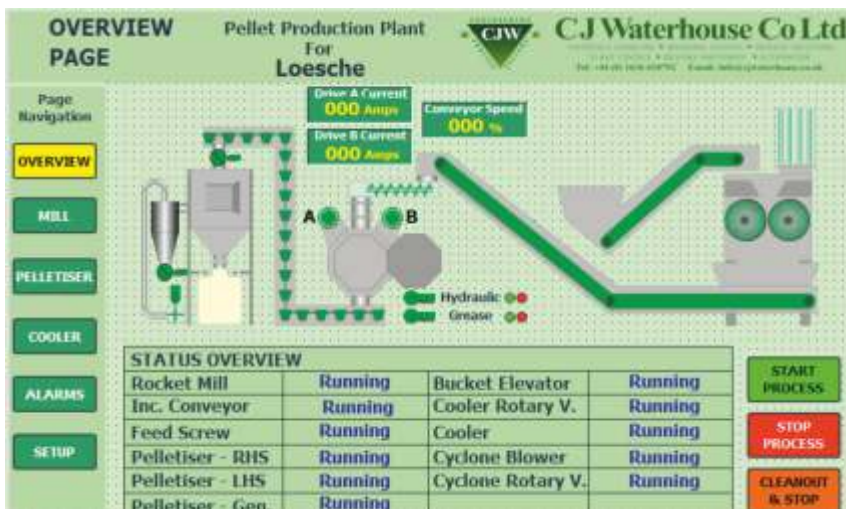 OVERVIEW
PAGE
Pellet Production Plant
For
Loesche
CJW
CJ Waterhouse Co Ltd
Page
Navigation
OVERVIEW
MILL
PELLETISER
COOLER
ALARMS
SETUP
Drive A Current
000 Amps
Drive B Current
000 Amps
Conveyor Speed
000 %
A
B
Hydraulic
Grease
STATUS OVERVIEW
Rocket Mill Running Bucket Elevator Running
Inc. Conveyor Running Cooler Rotary V. Running
Feed Screw Running Cooler Running
Pelletiser - RHS Running Cyclone Blower Running
Pelletiser - LHS Running Cyclone Rotary V. Running
Pelletiser - Gen Running
START
PROCESS
STOP
PROCESS
CLEANOUT
& STOP